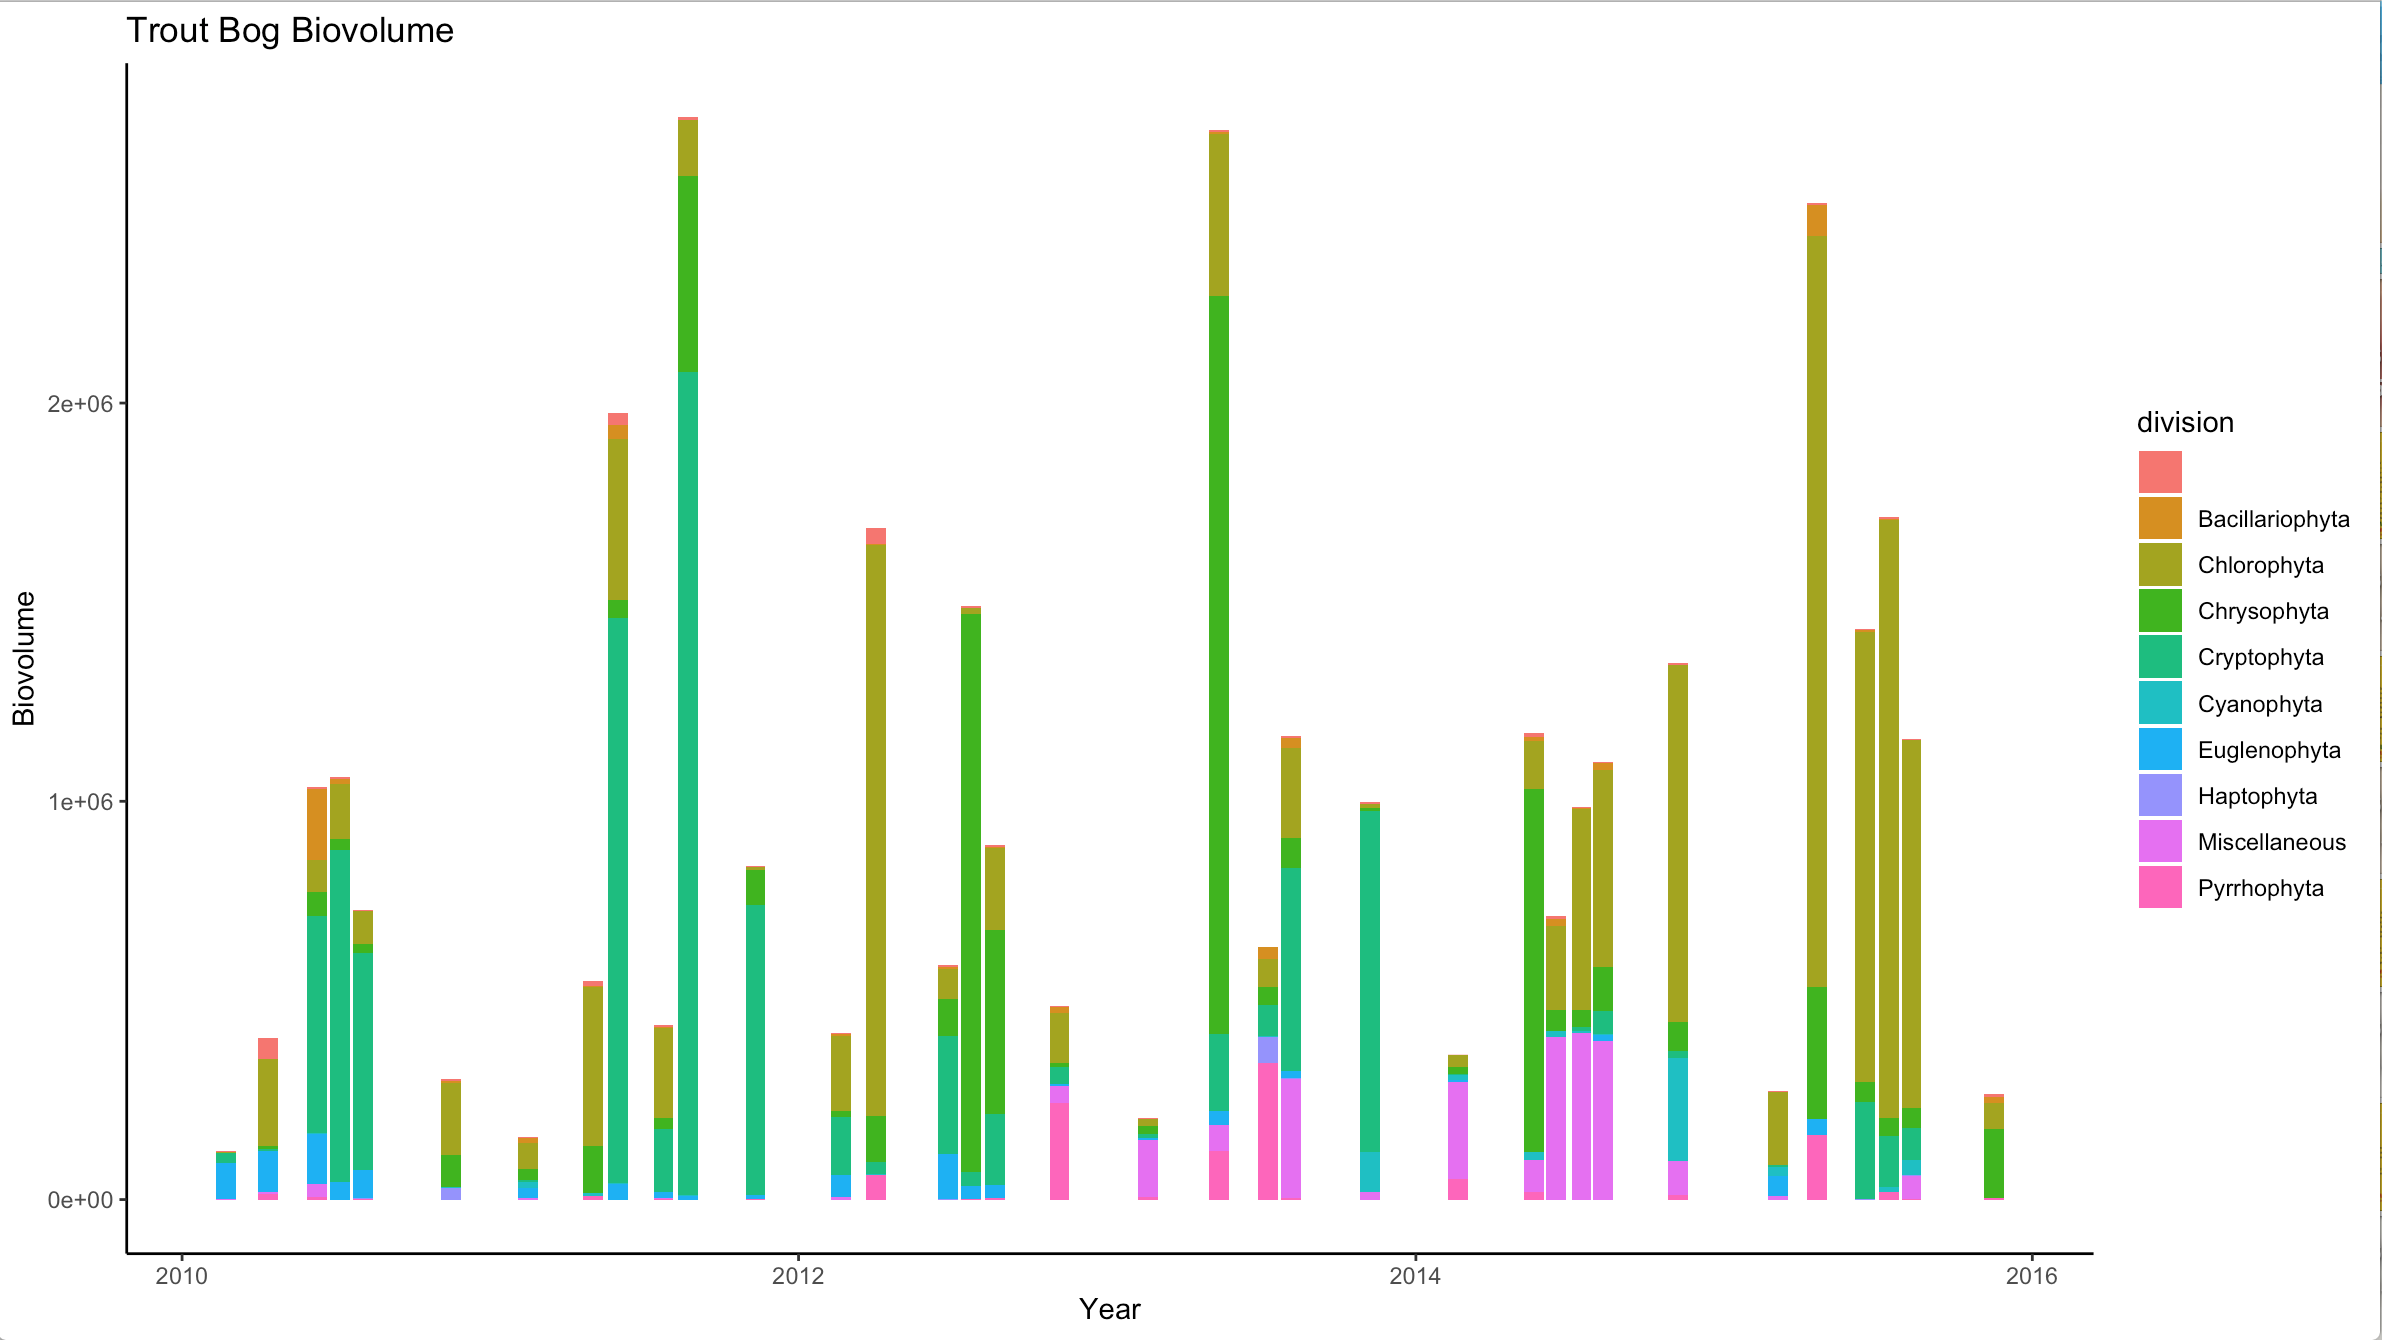 Trout Bog Biovolume
Biovolume
2e+06
1e+06
0e+00
2010
2012
2014
2016
Year
division
Bacillariophyta
Chlorophyta
Chrysophyta
Cryptophyta
Cyanophyta
Euglenophyta
Haptophyta
Miscellaneous
Pyrrhophyta